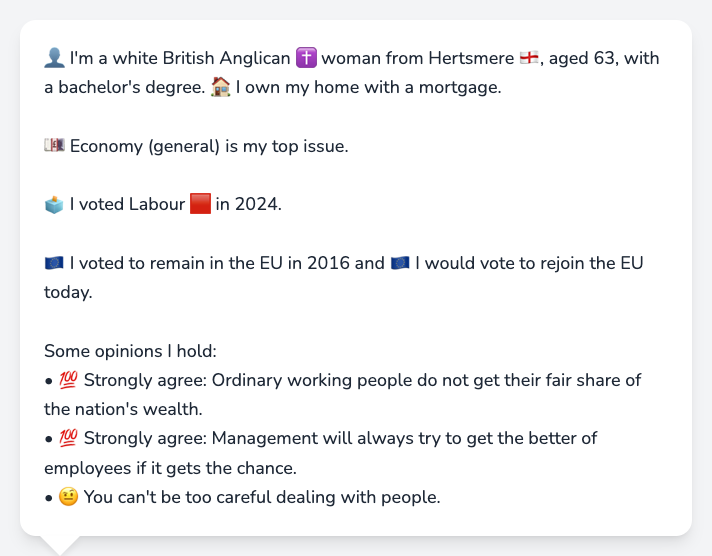 👤 I'm a white British Anglican ✝️ woman from Hertsmere 🏴󠁧󠁢󠁥󠁮󠁧󠁿, aged 63, with
a bachelor's degree. 🏠 I own my home with a mortgage.
💷 Economy (general) is my top issue.
🗳️ I voted Labour 🟥 in 2024.
🇪🇺 I voted to remain in the EU in 2016 and 🇪🇺 I would vote to rejoin the EU
today.
Some opinions I hold:
• 💯 Strongly agree: Ordinary working people do not get their fair share of
the nation's wealth.
• 💯 Strongly agree: Management will always try to get the better of
employees if it gets the chance.
• 🤨 You can't be too careful dealing with people.